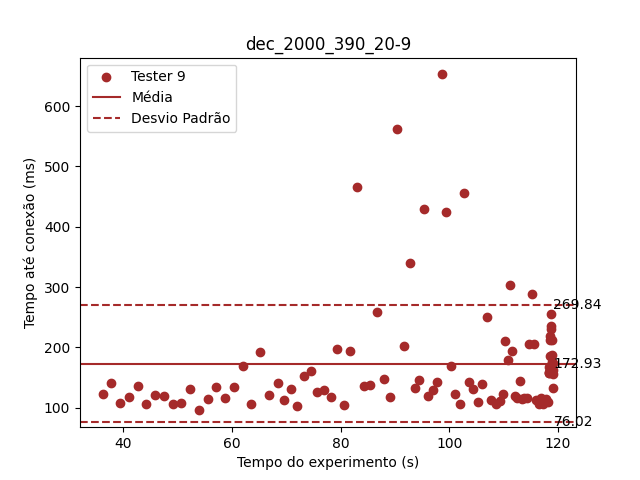 dec_2000_390_20-9
Tester 9
Média
Desvio Padrão
Tempo até conexão (ms)
600
500
400
300
200
100
269.84
172.93
76.02
40
60
80
100
120
Tempo do experimento (s)